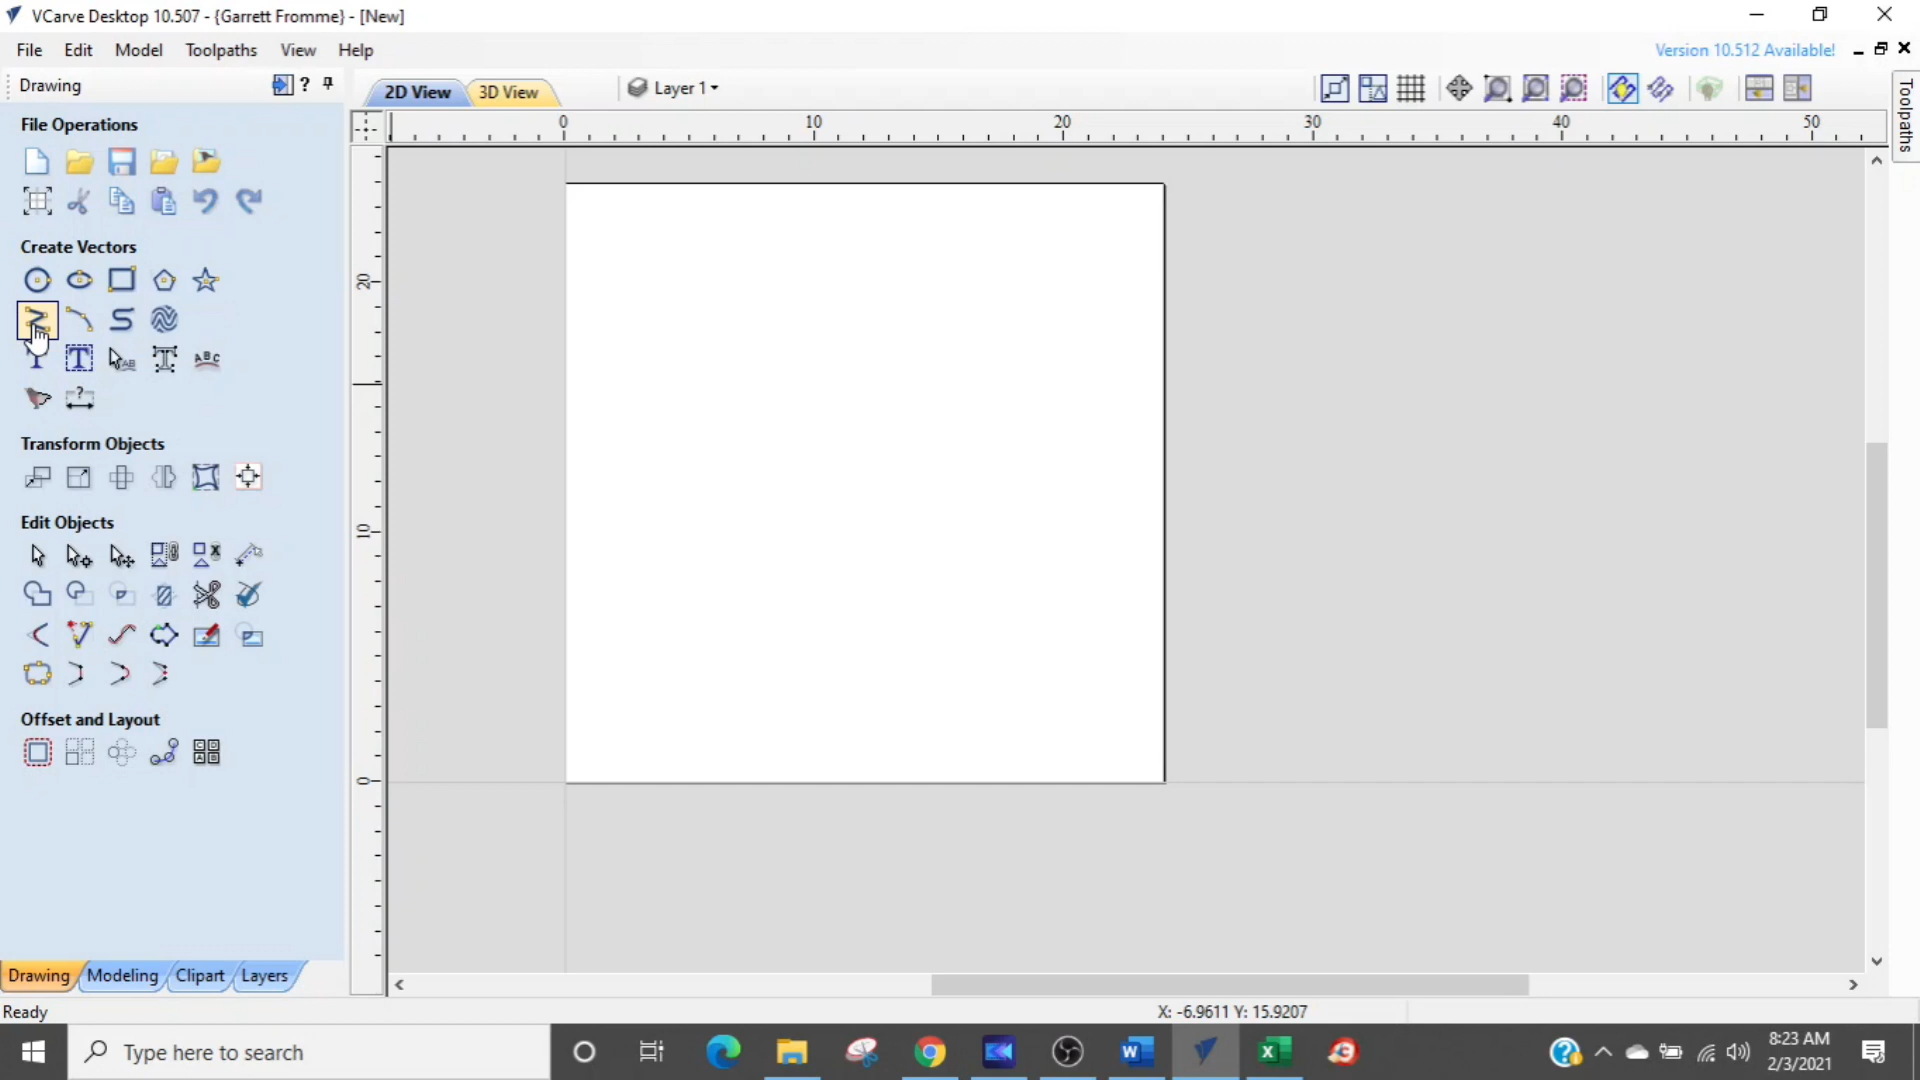 VCarve Desktop 10.507 - {Garrett Fromme} - [New]
File Edit Model Toolpaths View Help
Version 10.512 Available!
Drawing
2D View 3D View Layer 1
Toolpaths
File Operations
0 10 20 30 40 50
20
10
0
Create Vectors
Transform Objects
Edit Objects
Offset and Layout
Drawing Modeling Clipart Layers
Ready
X: -6.9611 Y: 15.9207
Type here to search
8:23 AM
2/3/2021